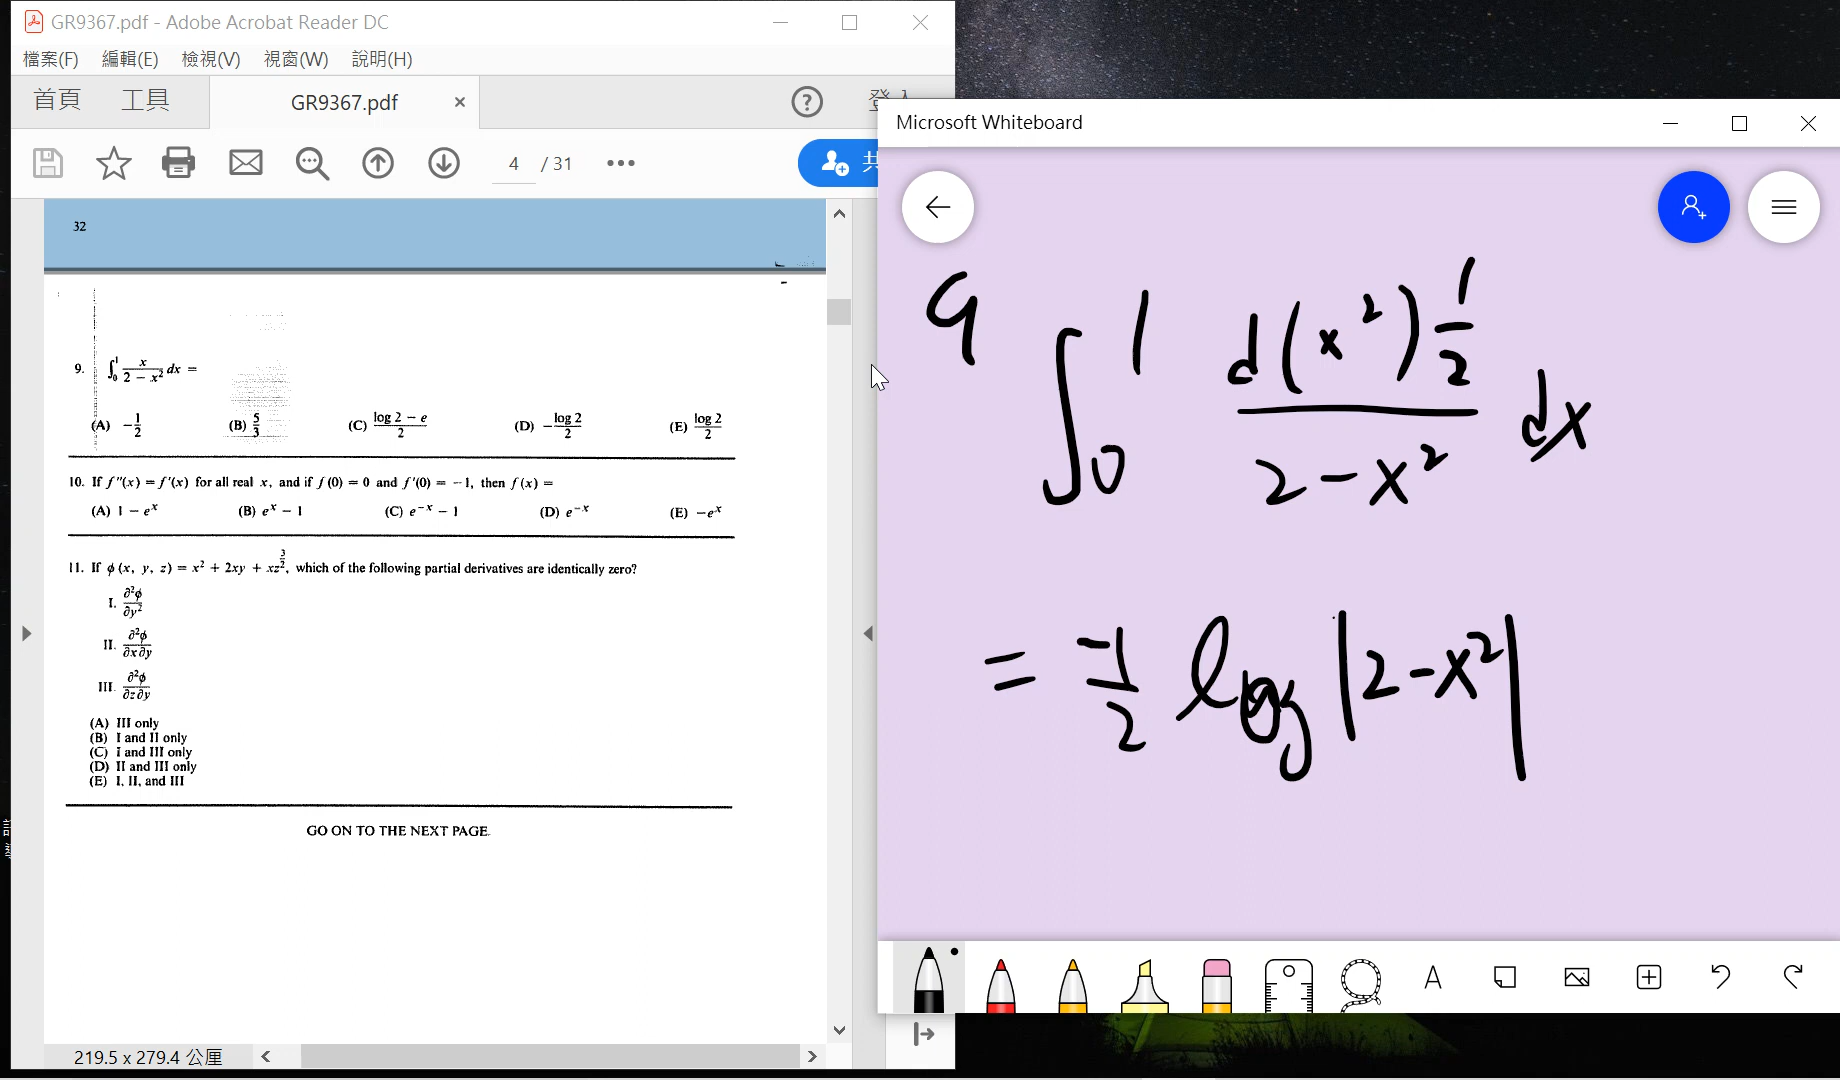 GR9367.pdf - Adobe Acrobat Reader DC
檔案(F) 編輯(E) 檢視(V) 視窗(W) 說明(H)
首頁 工具 GR9367.pdf ×
4 / 31
32
9. ∫₀¹ x/(2 − x²) dx =
(A) −1/2 (B) 5/3 (C) (log 2 − e)/2 (D) −(log 2)/2 (E) (log 2)/2
10. If f″(x) = f′(x) for all real x, and if f(0) = 0 and f′(0) = −1, then f(x) =
(A) 1 − eˣ (B) eˣ − 1 (C) e⁻ˣ − 1 (D) e⁻ˣ (E) −eˣ
11. If ϕ(x, y, z) = x² + 2xy + xz^(3/2), which of the following partial derivatives are identically zero?
I. ∂²ϕ/∂y²
II. ∂²ϕ/∂x∂y
III. ∂²ϕ/∂z∂y
(A) III only
(B) I and II only
(C) I and III only
(D) II and III only
(E) I, II, and III
GO ON TO THE NEXT PAGE.
219.5 x 279.4 公厘
Microsoft Whiteboard
9 ∫₀¹ d(x²) 1/2 / (2 − x²) dx
= −1/2 log |2 − x²|
A